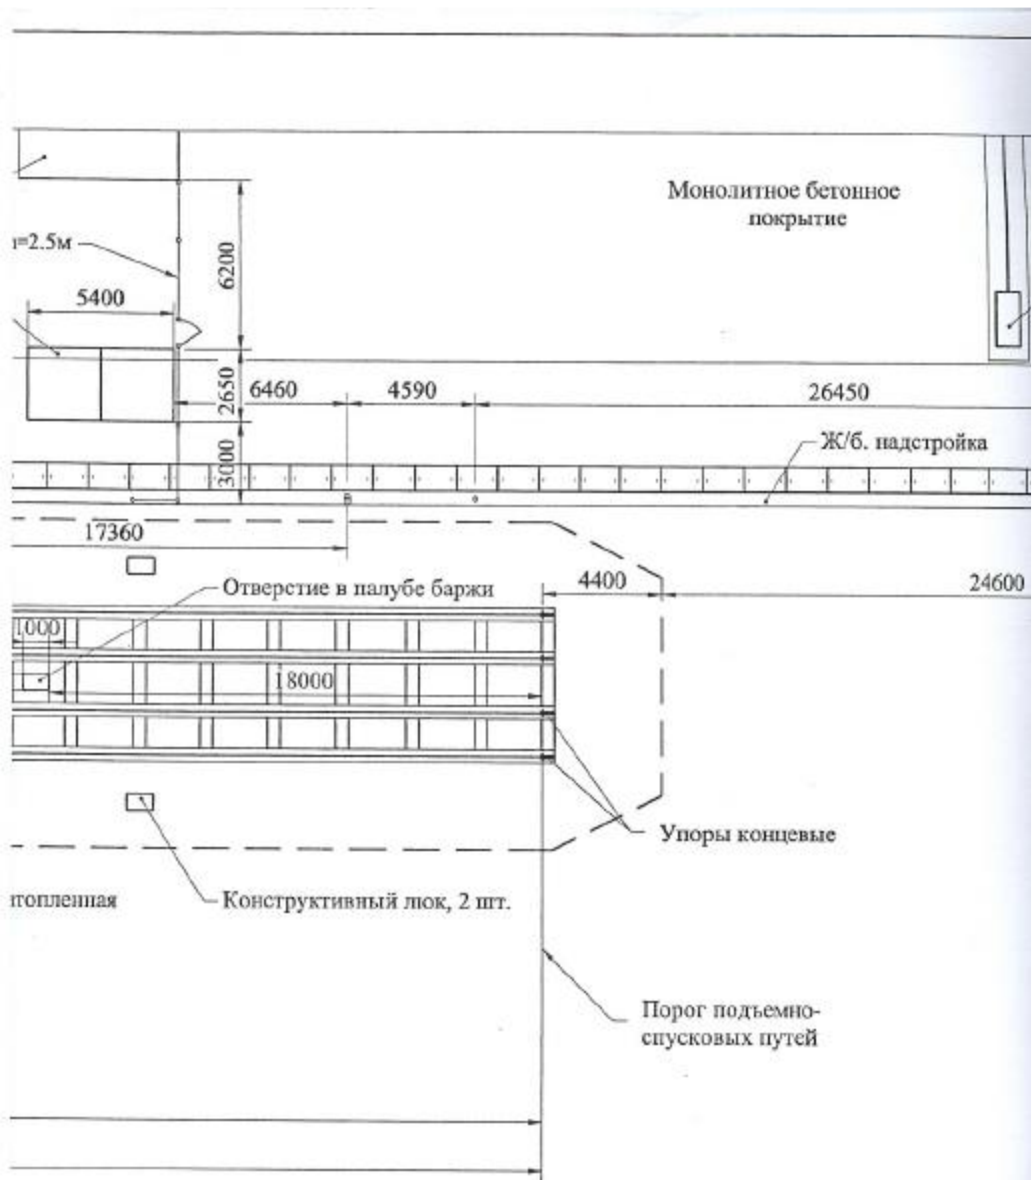 Монолитное бетонное
покрытие
=2.5м
6200
5400
2650
6460
4590
26450
3000
Ж/б. надстройка
17360
Отверстие в палубе баржи
4400
24600
1000
18000
Упоры концевые
топленная
Конструктивный люк, 2 шт.
Порог подъемно-
спусковых путей